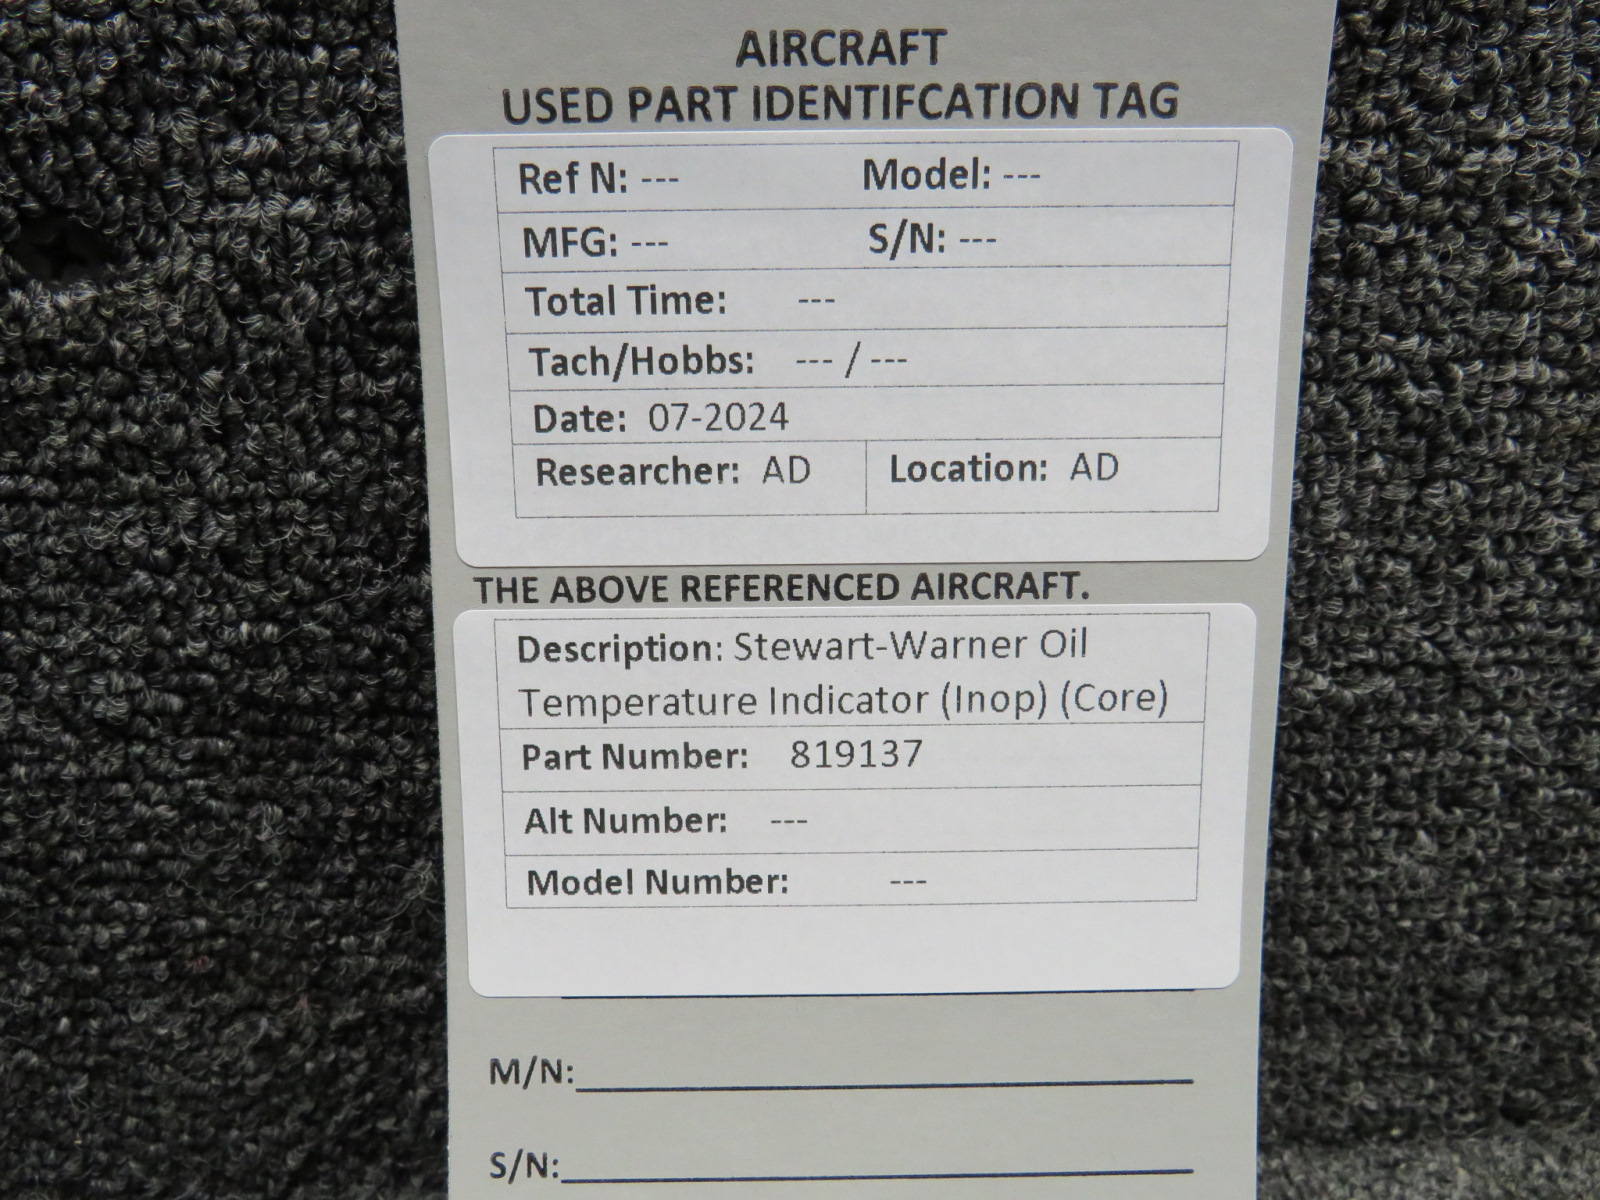 AIRCRAFT
USED PART IDENTIFCATION TAG
Ref N: --- Model: ---
MFG: --- S/N: ---
Total Time: ---
Tach/Hobbs: --- / ---
Date: 07-2024
Researcher: AD Location: AD
THE ABOVE REFERENCED AIRCRAFT.
Description: Stewart-Warner Oil
Temperature Indicator (Inop) (Core)
Part Number: 819137
Alt Number: ---
Model Number: ---
M/N:
S/N: